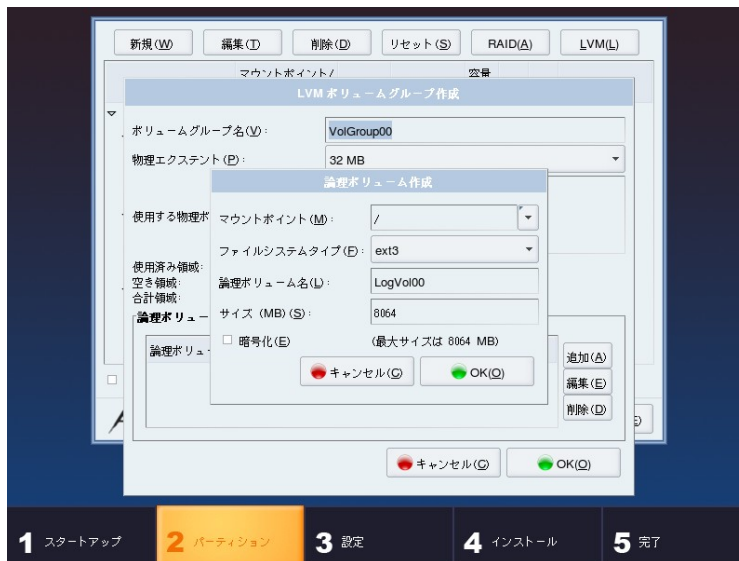 新規(W) 編集(T) 削除(D) リセット(S) RAID(A) LVM(L)
マウントポイント/ 容量
LVM ボリュームグループ作成
ボリュームグループ名(V): VolGroup00
物理エクステント(P): 32 MB
論理ボリューム作成
使用する物理ボ
マウントポイント(M): /
ファイルシステムタイプ(F): ext3
使用済み領域:
空き領域:
合計領域:
論理ボリューム名(L): LogVol00
論理ボリュー
サイズ (MB)(S): 8064
暗号化(E) (最大サイズは 8064 MB)
論理ボリュー
追加(A)
キャンセル(C) OK(O)
編集(E)
削除(D)
キャンセル(C) OK(O)
1 スタートアップ 2 パーティション 3 設定 4 インストール 5 完了